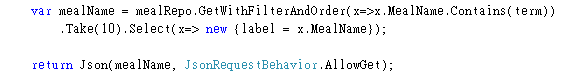 var mealName = mealRepo.GetWithFilterAndOrder(x=>x.MealName.Contains(term))
.Take(10).Select(x=> new {label = x.MealName});
return Json(mealName, JsonRequestBehavior.AllowGet);